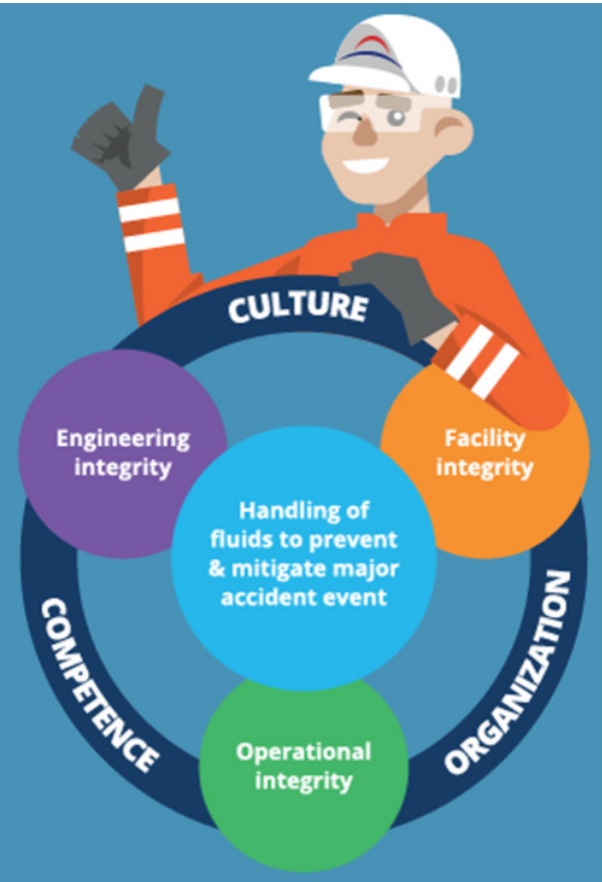 CULTURE
Engineering
integrity
Facility
integrity
Handling of
fluids to prevent
& mitigate major
accident event
COMPETENCE
ORGANIZATION
Operational
integrity